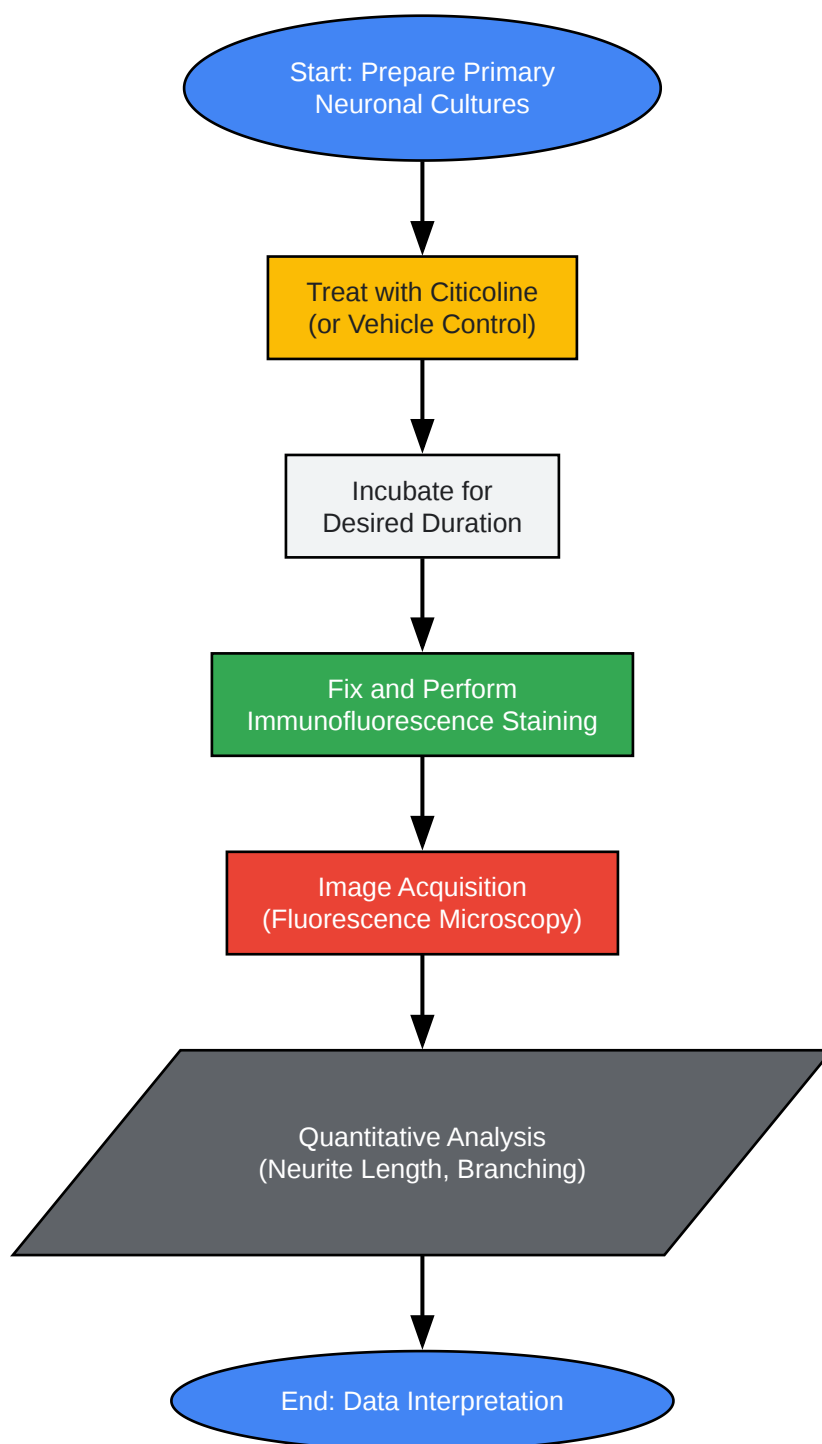 Start: Prepare Primary
Neuronal Cultures
Treat with Citicoline
(or Vehicle Control)
Incubate for
Desired Duration
Fix and Perform
Immunofluorescence Staining
Image Acquisition
(Fluorescence Microscopy)
Quantitative Analysis
(Neurite Length, Branching)
End: Data Interpretation